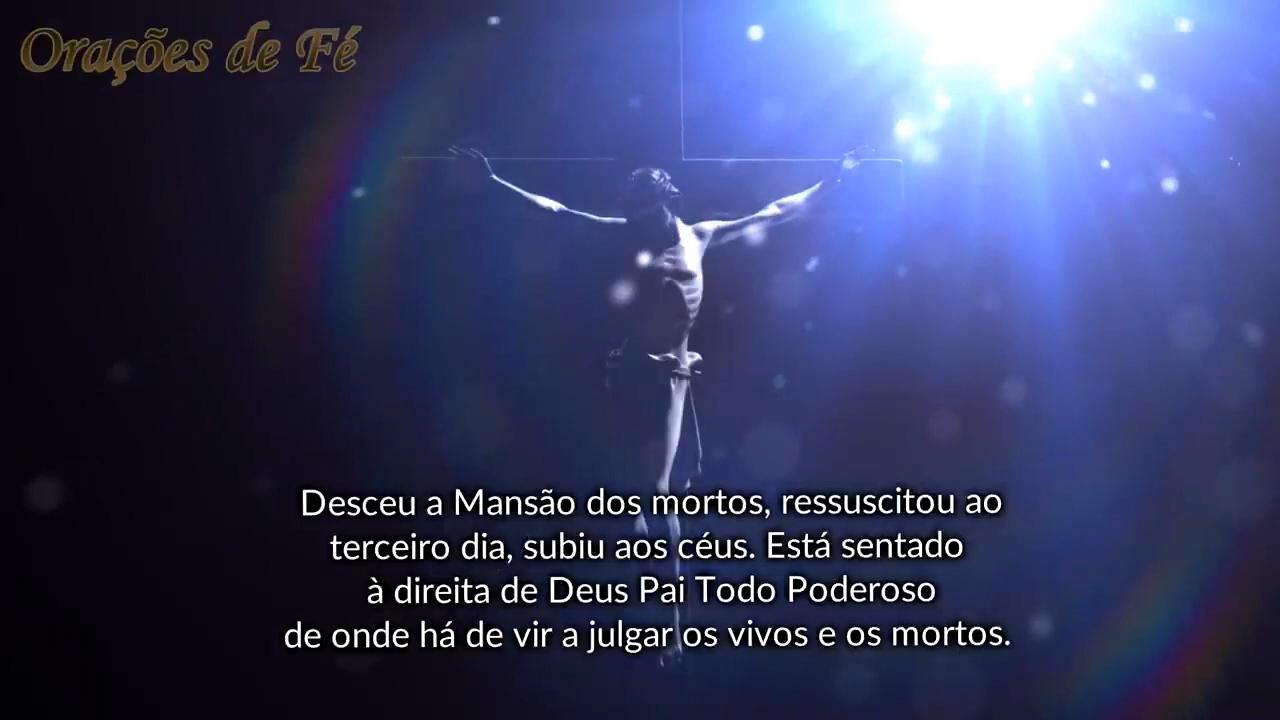 Orações de Fé
Desceu a Mansão dos mortos, ressuscitou ao
terceiro dia, subiu aos céus. Está sentado
à direita de Deus Pai Todo Poderoso
de onde há de vir a julgar os vivos e os mortos.